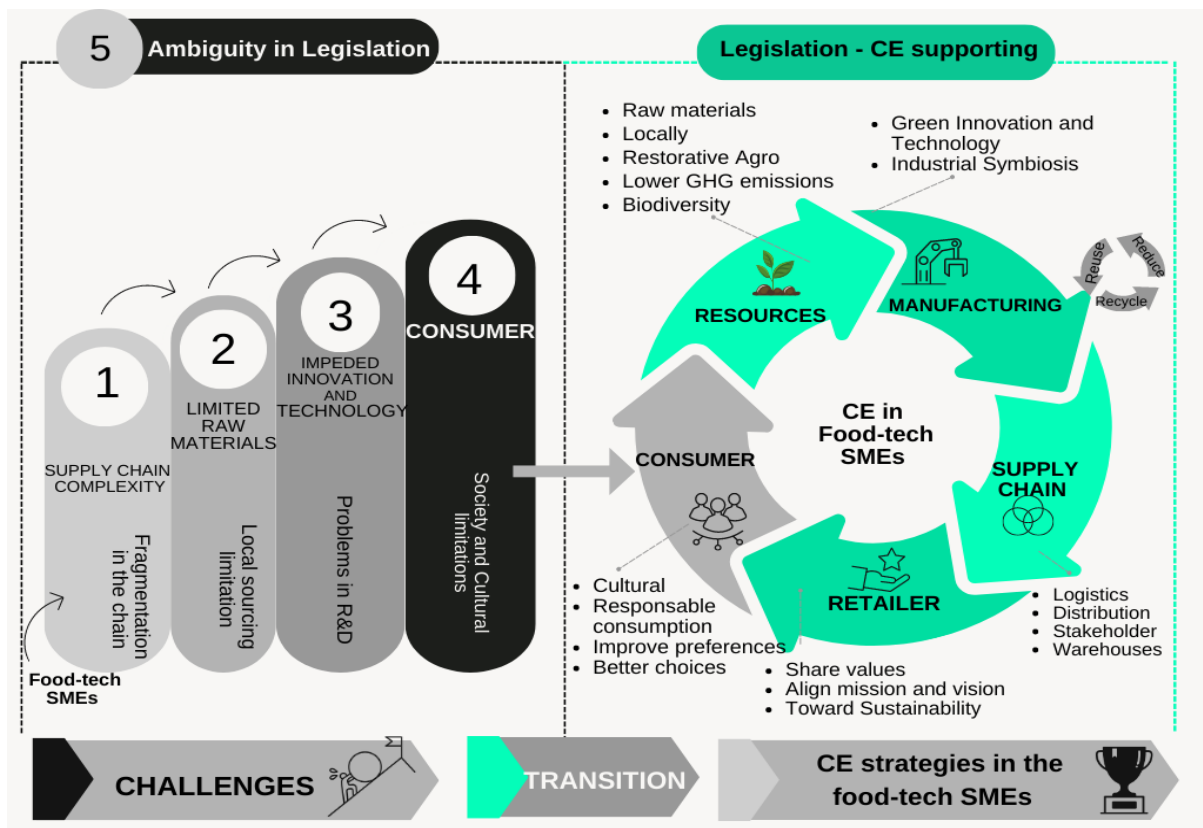 5
Ambiguity in Legislation
1
SUPPLY CHAIN
COMPLEXITY
Fragmentation
in the chain
2
LIMITED
RAW
MATERIALS
Local sourcing
limitation
3
IMPEDED
INNOVATION
AND
TECHNOLOGY
Problems in R&D
4
CONSUMER
Society and Cultural
limitations
Food-tech
SMEs
Legislation - CE supporting
• Raw materials
• Locally
• Restorative Agro
• Lower GHG emissions
• Biodiversity
• Green Innovation and
Technology
• Industrial Symbiosis
RESOURCES
MANUFACTURING
Reuse
Reduce
Recycle
CE in
Food-tech
SMEs
CONSUMER
SUPPLY
CHAIN
RETAILER
• Cultural
• Responsable
consumption
• Improve preferences
• Better choices
• Share values
• Align mission and vision
• Toward Sustainability
• Logistics
• Distribution
• Stakeholder
• Warehouses
CHALLENGES
TRANSITION
CE strategies in the
food-tech SMEs